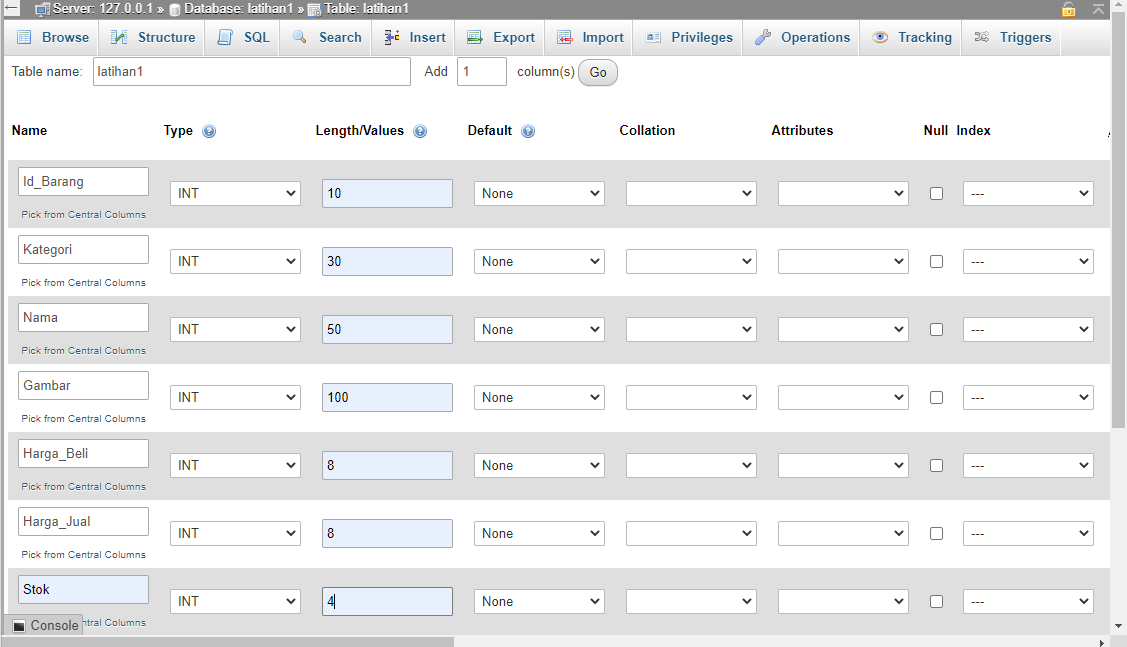 Server: 127.0.0.1 » Database: latihan1 » Table: latihan1
Browse Structure SQL Search Insert Export Import Privileges Operations Tracking Triggers
Table name: latihan1 Add 1 column(s) Go
Name Type Length/Values Default Collation Attributes Null Index
Id_Barang INT 10 None ---
Pick from Central Columns
Kategori INT 30 None ---
Pick from Central Columns
Nama INT 50 None ---
Pick from Central Columns
Gambar INT 100 None ---
Pick from Central Columns
Harga_Beli INT 8 None ---
Pick from Central Columns
Harga_Jual INT 8 None ---
Pick from Central Columns
Stok INT 4 None ---
Console ntral Columns